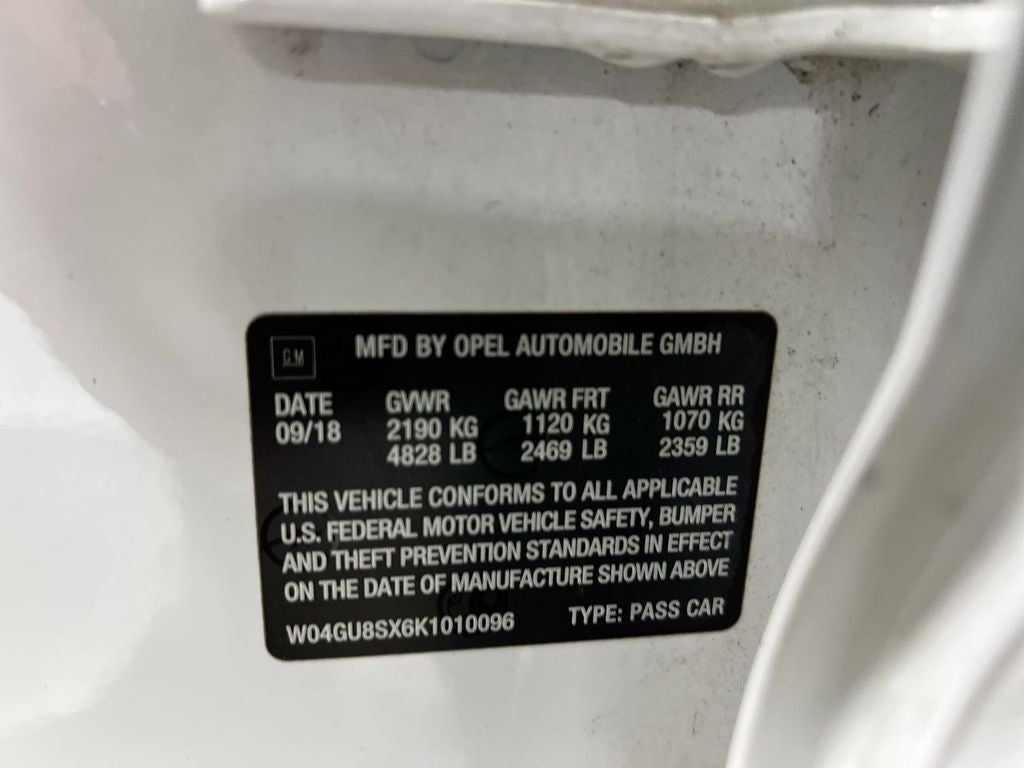 GM
MFD BY OPEL AUTOMOBILE GMBH
DATE GVWR GAWR FRT GAWR RR
09/18 2190 KG 1120 KG 1070 KG
4828 LB 2469 LB 2359 LB
THIS VEHICLE CONFORMS TO ALL APPLICABLE
U.S. FEDERAL MOTOR VEHICLE SAFETY, BUMPER
AND THEFT PREVENTION STANDARDS IN EFFECT
ON THE DATE OF MANUFACTURE SHOWN ABOVE
W04GU8SX6K1010096 TYPE: PASS CAR